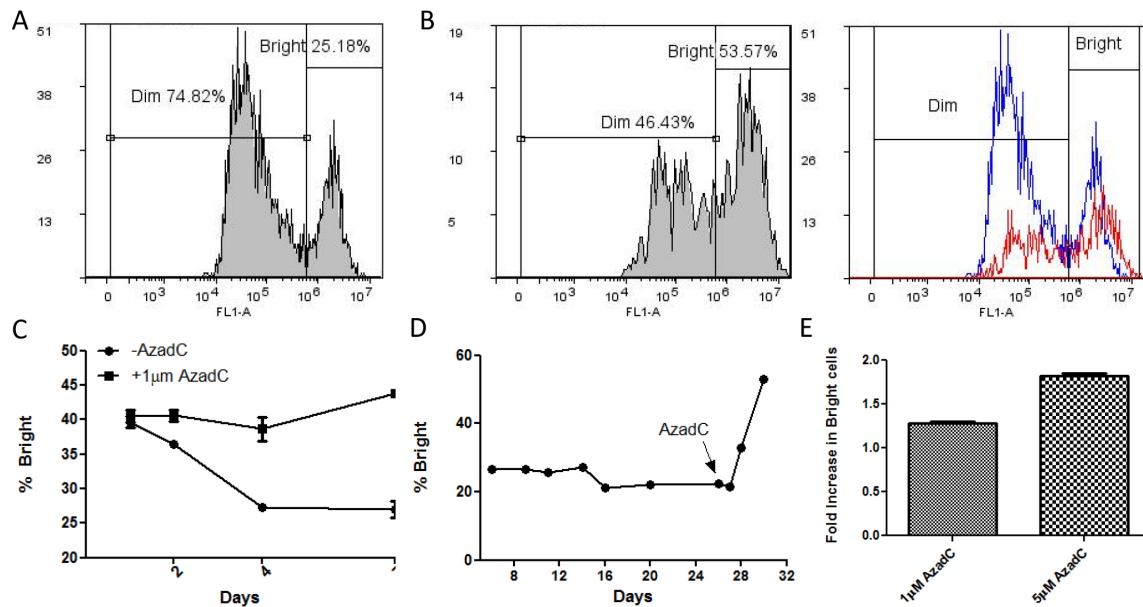 A
51
38
26
13
Bright 25.18%
Dim 74.82%
0 10³ 10⁴ 10⁵ 10⁶ 10⁷
FL1-A
B
19
14
10
5
Bright 53.57%
Dim 46.43%
0 10³ 10⁴ 10⁵ 10⁶ 10⁷
FL1-A
51
38
26
13
Bright
Dim
0 10³ 10⁴ 10⁵ 10⁶ 10⁷
FL1-A
C
-AzadC
+1µm AzadC
% Bright
50
45
40
35
30
25
20
2 4
Days
D
% Bright
60
40
20
0
AzadC
8 12 16 20 24 28 32
Days
E
Fold Increase in Bright cells
2.0
1.5
1.0
0.5
0.0
1µM AzadC
5µM AzadC